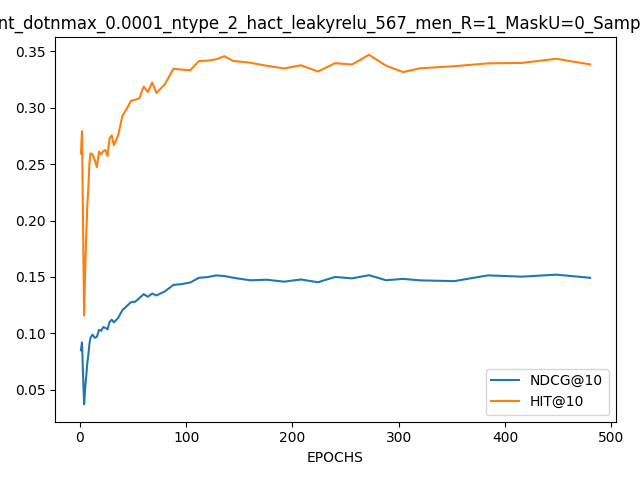 nt_dotnmax_0.0001_ntype_2_hact_leakyrelu_567_men_R=1_MaskU=0_Samp
0.35
0.30
0.25
0.20
0.15
0.10
0.05
NDCG@10
HIT@10
0 100 200 300 400 500
EPOCHS